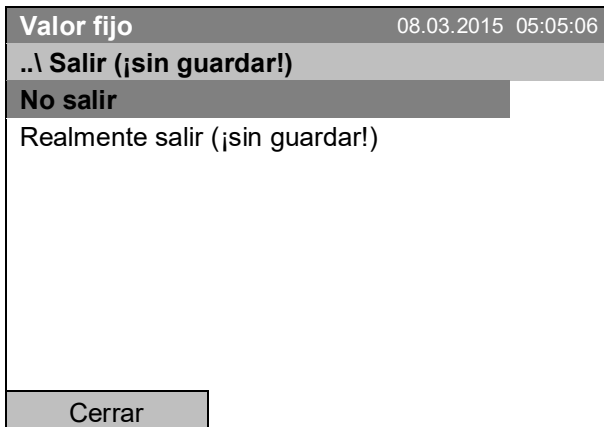 Valor fijo 08.03.2015 05:05:06
..\ Salir (¡sin guardar!)
No salir
Realmente salir (¡sin guardar!)
Cerrar